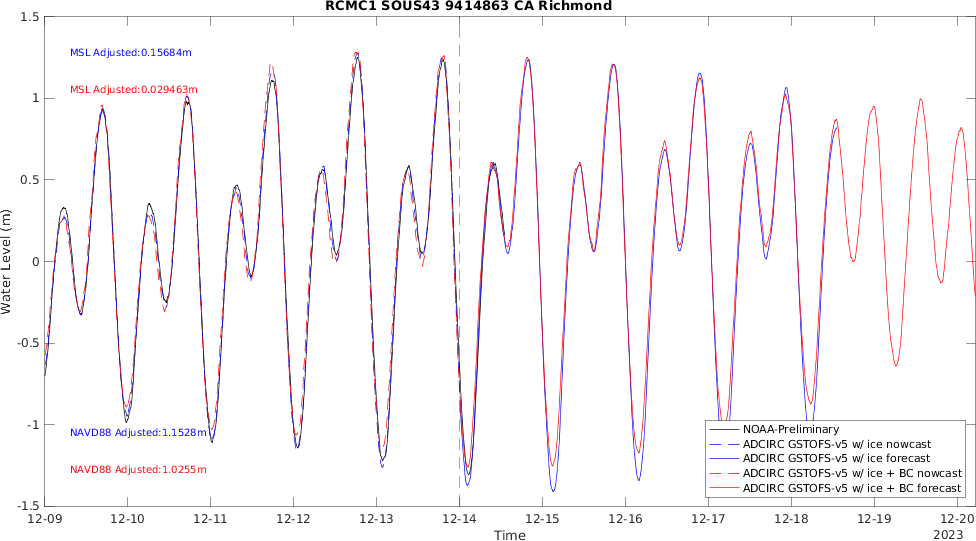 RCMC1 SOUS43 9414863 CA Richmond
1.5
1
0.5
0
-0.5
-1
-1.5
Water Level (m)
MSL Adjusted:0.15684m
MSL Adjusted:0.029463m
NAVD88 Adjusted:1.1528m
NAVD88 Adjusted:1.0255m
NOAA-Preliminary
ADCIRC GSTOFS-v5 w/ ice nowcast
ADCIRC GSTOFS-v5 w/ ice forecast
ADCIRC GSTOFS-v5 w/ ice + BC nowcast
ADCIRC GSTOFS-v5 w/ ice + BC forecast
12-09 12-10 12-11 12-12 12-13 12-14 12-15 12-16 12-17 12-18 12-19 12-20
Time
2023